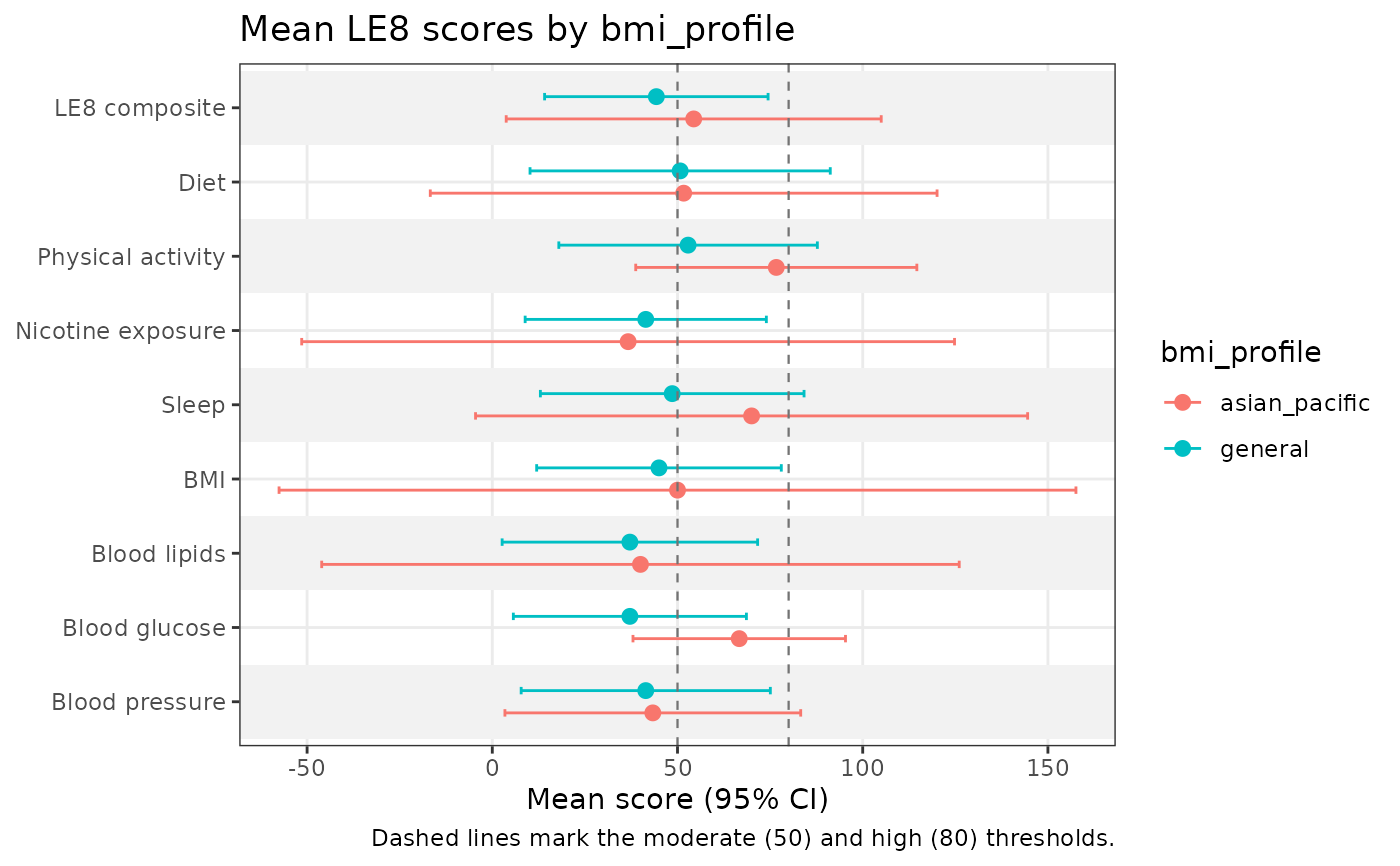 Mean LE8 scores by bmi_profile
LE8 composite
Diet
Physical activity
Nicotine exposure
Sleep
BMI
Blood lipids
Blood glucose
Blood pressure
-50 0 50 100 150
Mean score (95% CI)
Dashed lines mark the moderate (50) and high (80) thresholds.
bmi_profile
asian_pacific
general